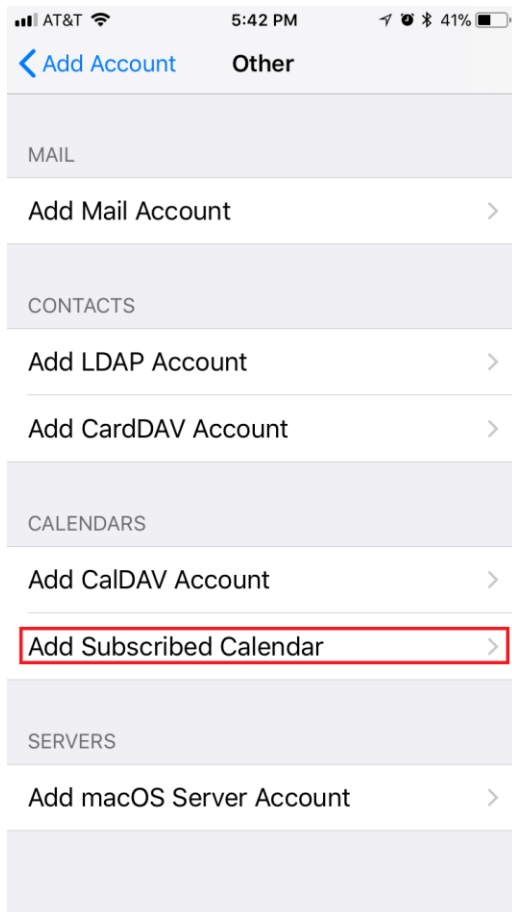 AT&T 5:42 PM 41%
Add Account Other
MAIL
Add Mail Account
CONTACTS
Add LDAP Account
Add CardDAV Account
CALENDARS
Add CalDAV Account
Add Subscribed Calendar
SERVERS
Add macOS Server Account